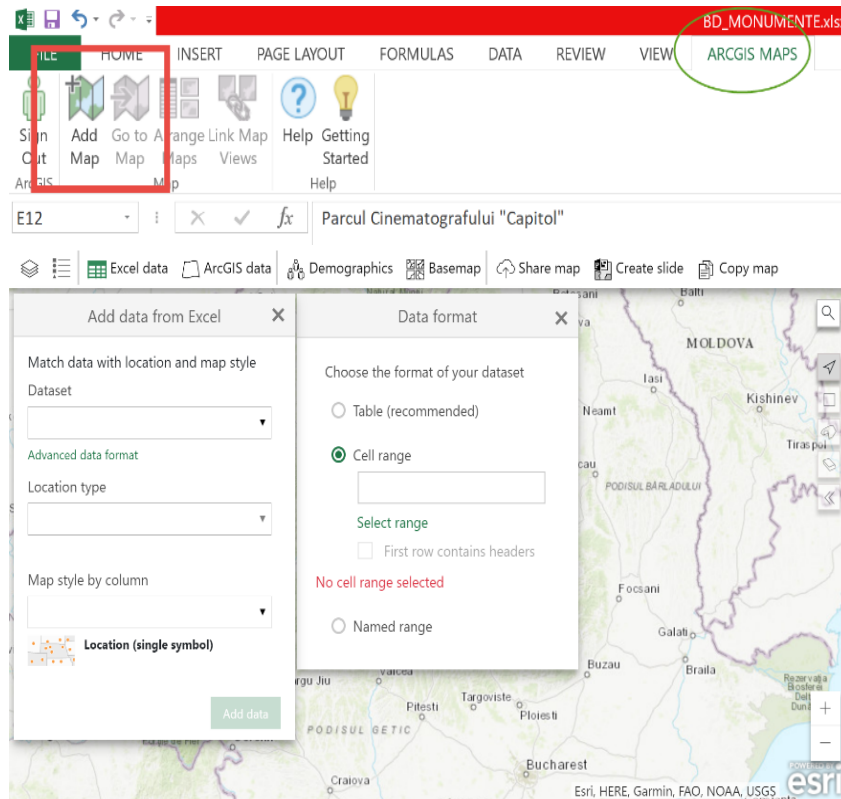 BD_MONUMENTE.xls
FILE HOME INSERT PAGE LAYOUT FORMULAS DATA REVIEW VIEW ARCGIS MAPS
Sign Out
Add Map
Go to Map
Arrange Maps
Link Map Views
Help
Getting Started
ArcGIS Map Help
E12 fx Parcul Cinematografului "Capitol"
Excel data ArcGIS data Demographics Basemap Share map Create slide Copy map
Add data from Excel
Match data with location and map style
Dataset
Advanced data format
Location type
Map style by column
Location (single symbol)
Add data
Data format
Choose the format of your dataset
Table (recommended)
Cell range
Select range
First row contains headers
No cell range selected
Named range
Balti
MOLDOVA
Iasi
Kishinev
Neamt
Tiraspol
PODISUL BÂRLADULUI
Focsani
Galati
Buzau
Braila
Rezervația
Biosferei
Targoviste
Pitesti
Ploiesti
PODISUL GETIC
Bucharest
Craiova
POWERED BY
esri
Esri, HERE, Garmin, FAO, NOAA, USGS